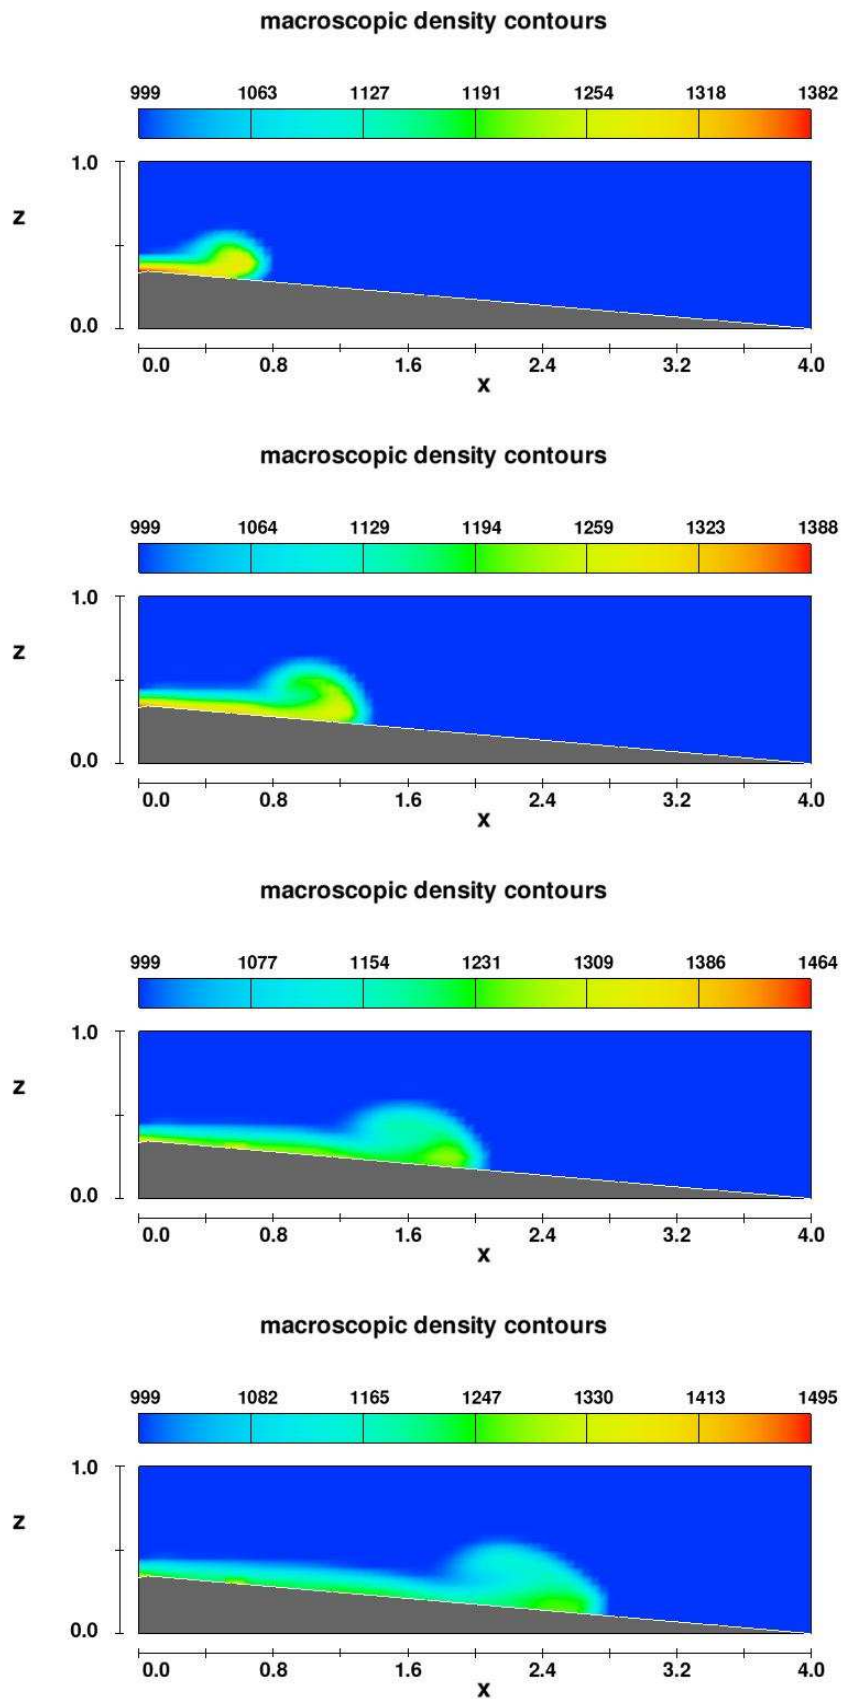 macroscopic density contours
999 1063 1127 1191 1254 1318 1382
1.0
z
0.0
0.0 0.8 1.6 2.4 3.2 4.0
x
macroscopic density contours
999 1064 1129 1194 1259 1323 1388
1.0
z
0.0
0.0 0.8 1.6 2.4 3.2 4.0
x
macroscopic density contours
999 1077 1154 1231 1309 1386 1464
1.0
z
0.0
0.0 0.8 1.6 2.4 3.2 4.0
x
macroscopic density contours
999 1082 1165 1247 1330 1413 1495
1.0
z
0.0
0.0 0.8 1.6 2.4 3.2 4.0
x